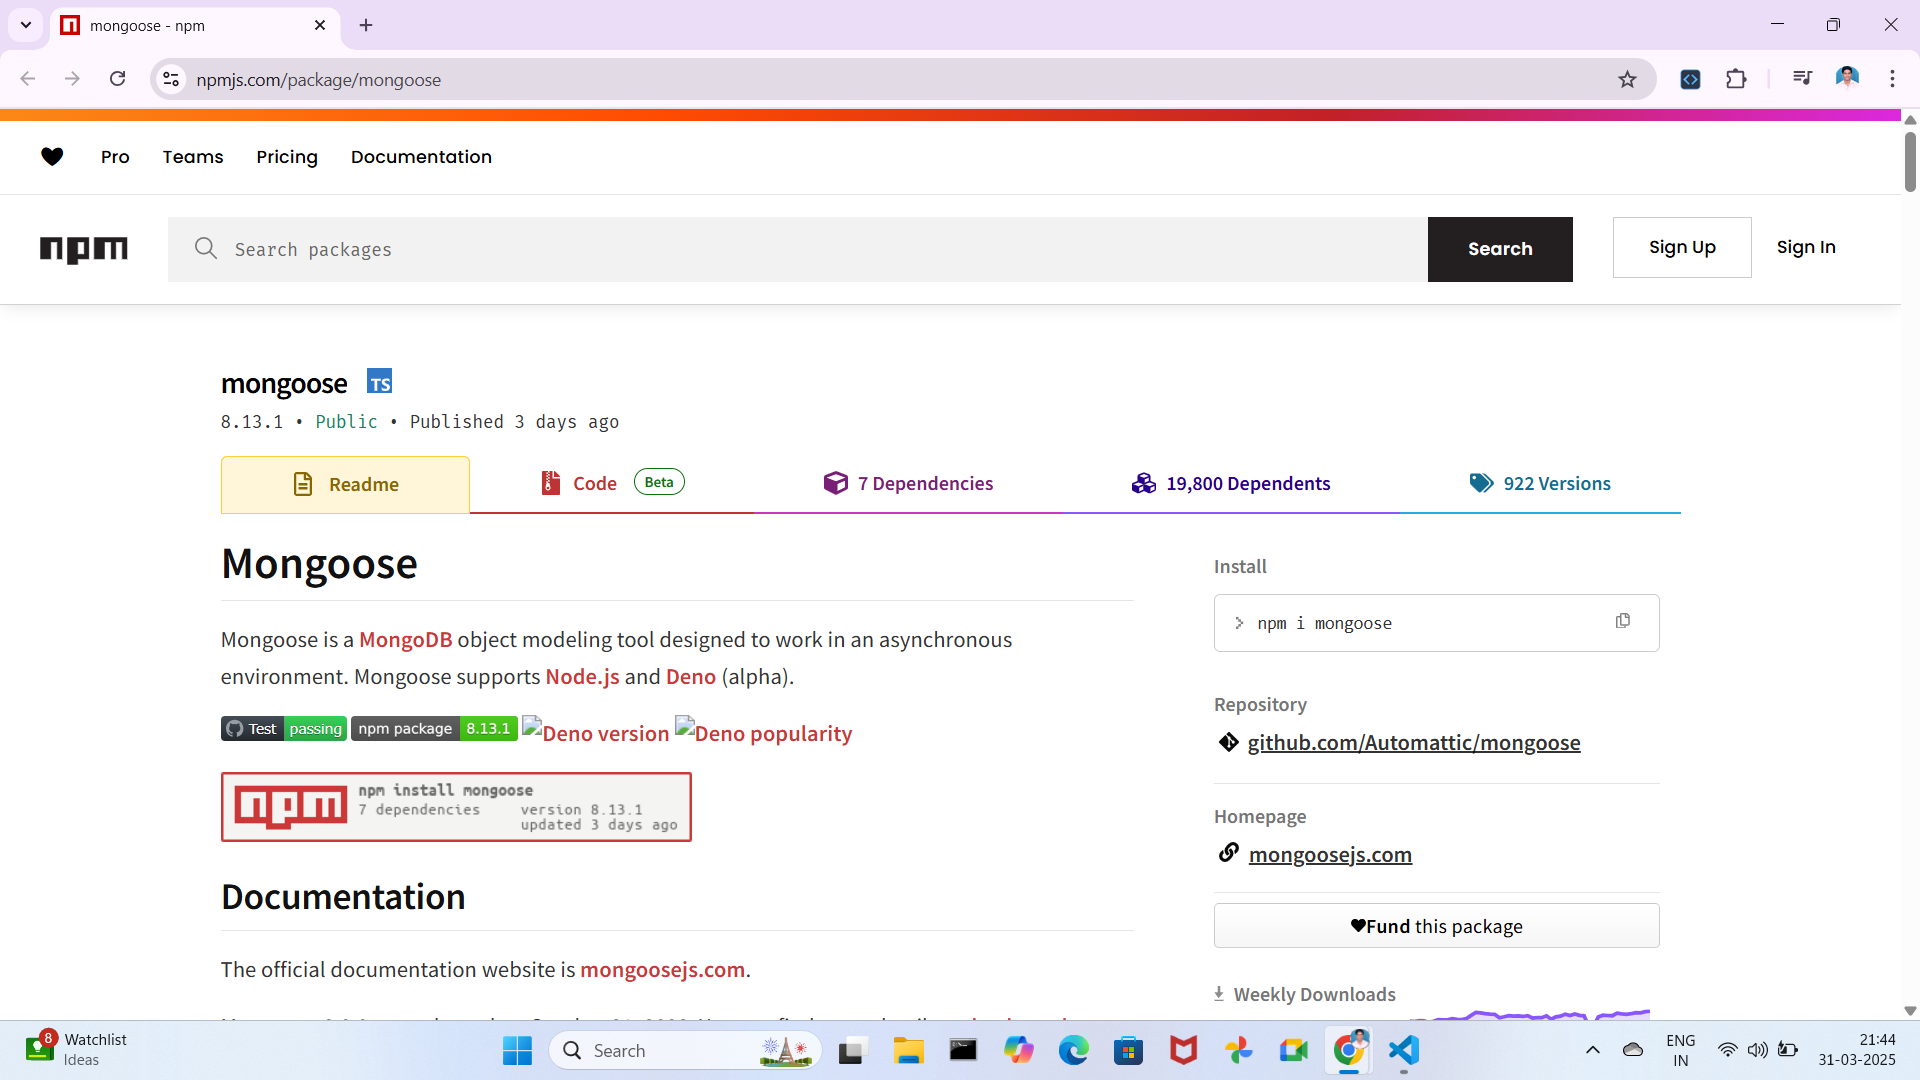 mongoose - npm
npmjs.com/package/mongoose
Pro Teams Pricing Documentation
npm Search packages Search Sign Up Sign In
mongoose TS
8.13.1 • Public • Published 3 days ago
Readme Code Beta 7 Dependencies 19,800 Dependents 922 Versions
Mongoose
Mongoose is a MongoDB object modeling tool designed to work in an asynchronous
environment. Mongoose supports Node.js and Deno (alpha).
Test passing npm package 8.13.1 Deno version Deno popularity
npm npm install mongoose
7 dependencies version 8.13.1
updated 3 days ago
Documentation
The official documentation website is mongoosejs.com.
Install
> npm i mongoose
Repository
github.com/Automattic/mongoose
Homepage
mongoosejs.com
Fund this package
Weekly Downloads
8 Watchlist
Ideas
Search
ENG
IN
21:44
31-03-2025